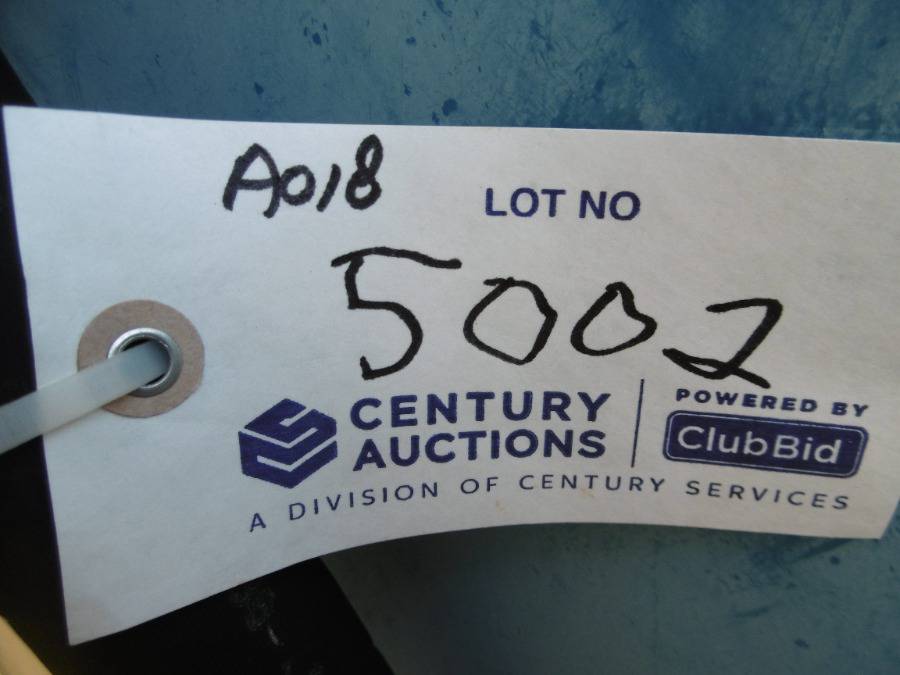 A018
LOT NO
5002
CENTURY
AUCTIONS
POWERED BY
ClubBid
A DIVISION OF CENTURY SERVICES